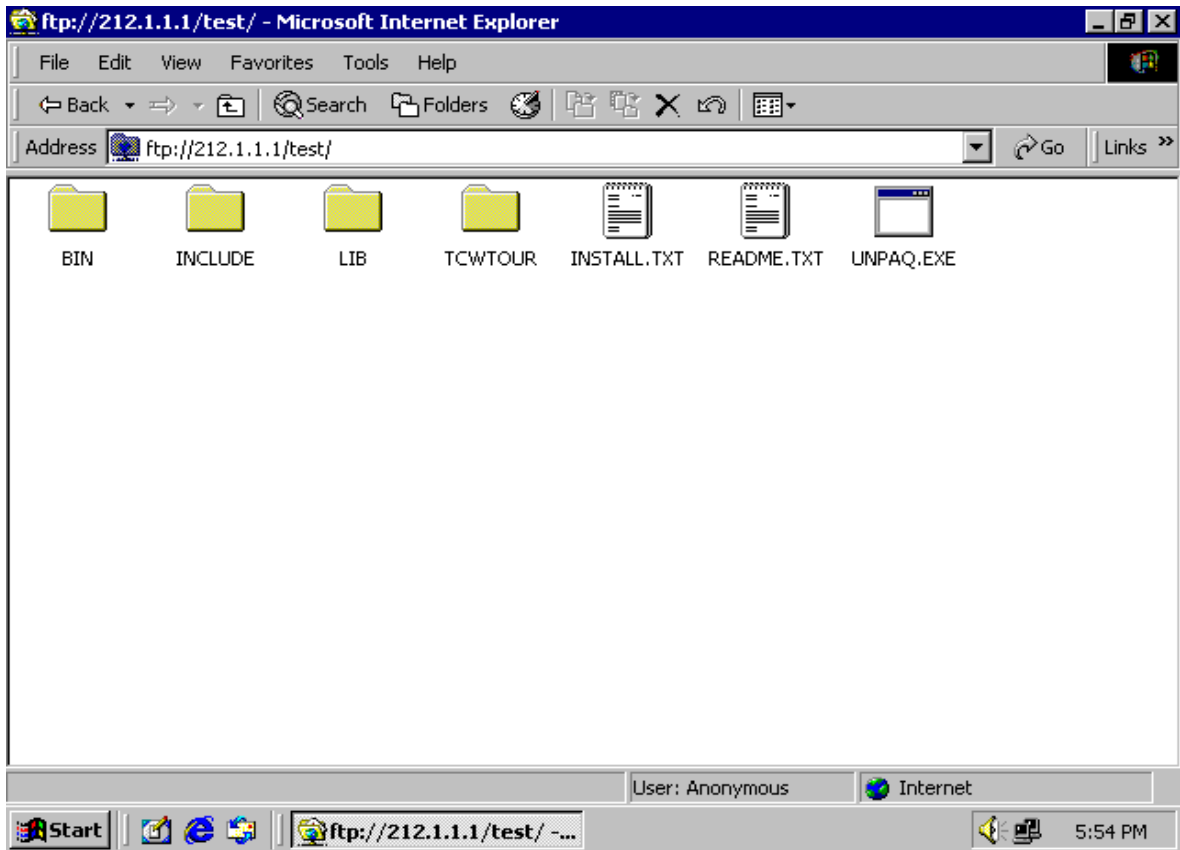 ftp://212.1.1.1/test/ - Microsoft Internet Explorer
File Edit View Favorites Tools Help
Back Search Folders
Address ftp://212.1.1.1/test/ Go Links »
BIN INCLUDE LIB TCWTOUR INSTALL.TXT README.TXT UNPAQ.EXE
User: Anonymous Internet
Start ftp://212.1.1.1/test/ -... 5:54 PM